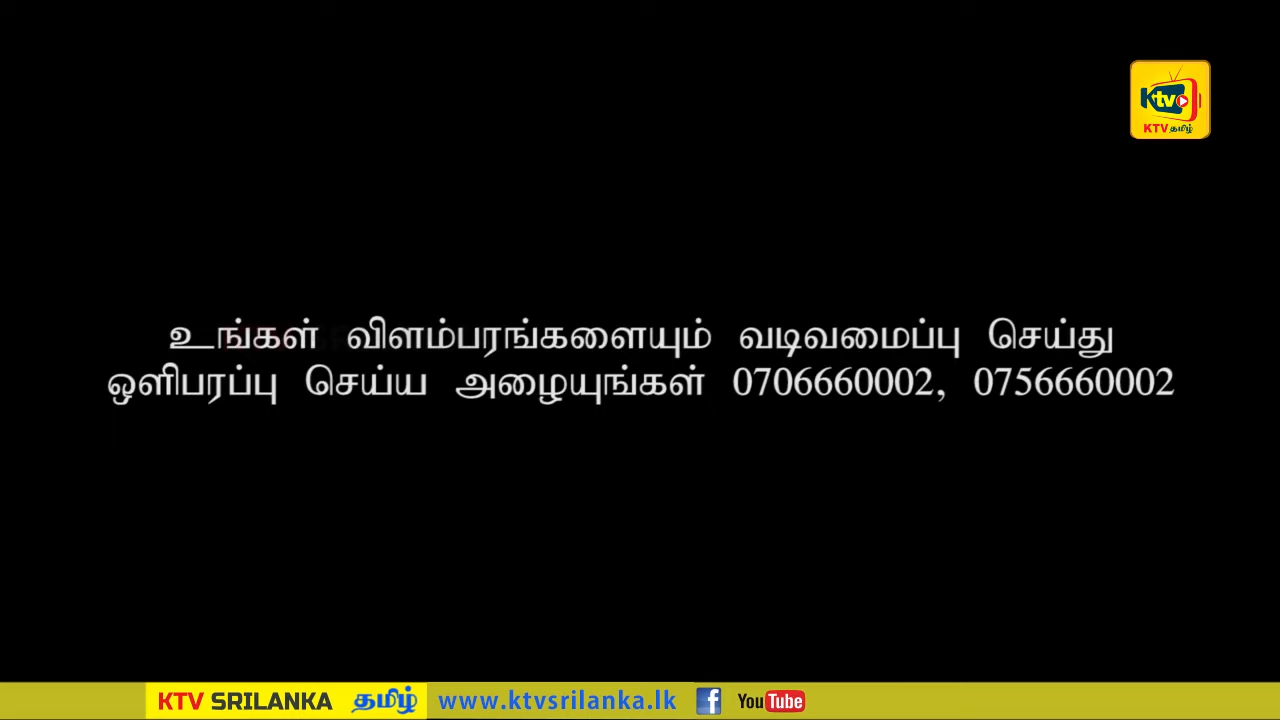 Ktv
KTV தமிழ்
உங்கள் விளம்பரங்களையும் வடிவமைப்பு செய்து
ஒளிபரப்பு செய்ய அழையுங்கள் 0706660002, 0756660002
KTV SRILANKA தமிழ் www.ktvsrilanka.lk f YouTube